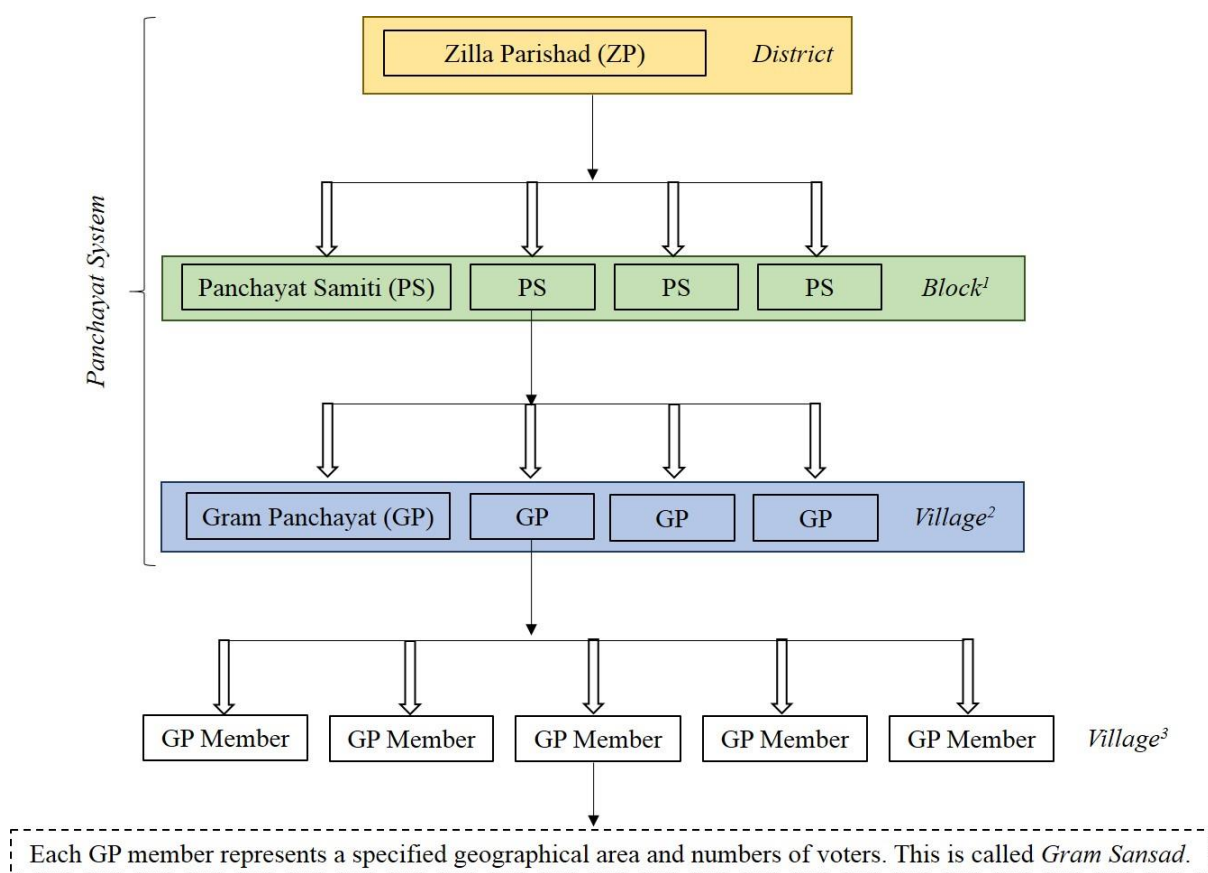 Zilla Parishad (ZP) District
Panchayat System
Panchayat Samiti (PS) PS PS PS Block¹
Gram Panchayat (GP) GP GP GP Village²
GP Member GP Member GP Member GP Member GP Member Village³
Each GP member represents a specified geographical area and numbers of voters. This is called Gram Sansad.